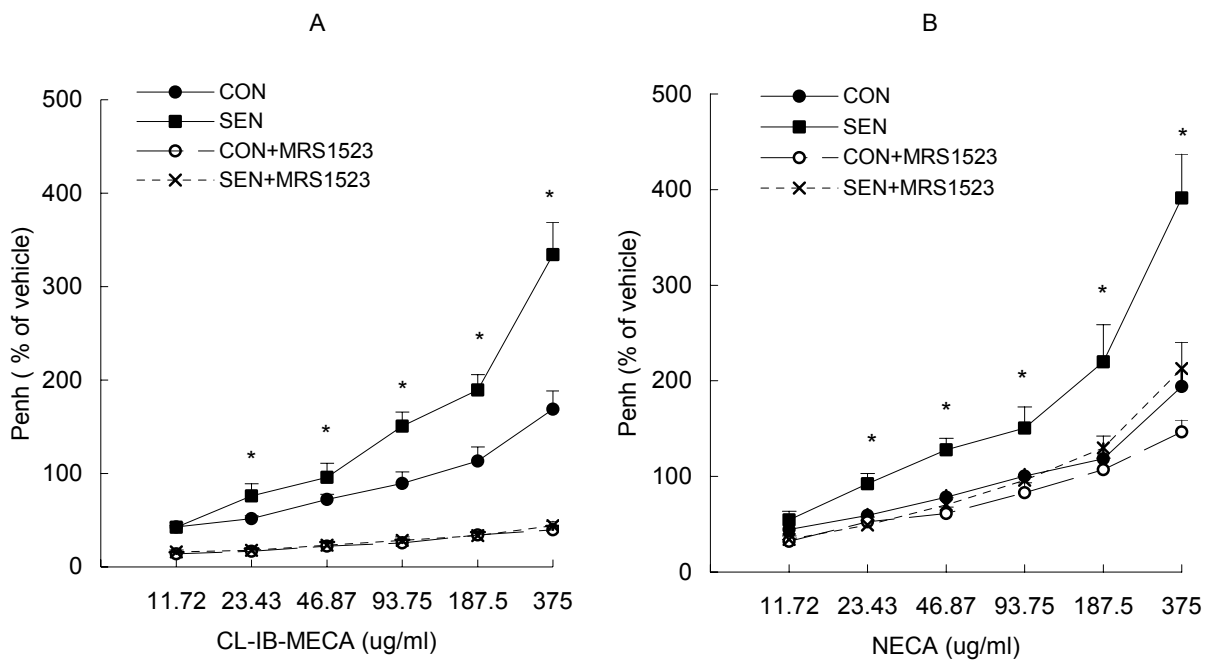 A
CON
SEN
CON+MRS1523
SEN+MRS1523
500
400
300
200
100
0
Penh ( % of vehicle)
* * * * *
11.72 23.43 46.87 93.75 187.5 375
CL-IB-MECA (ug/ml)
B
CON
SEN
CON+MRS1523
SEN+MRS1523
500
400
300
200
100
0
Penh (% of vehicle)
* * * * *
11.72 23.43 46.87 93.75 187.5 375
NECA (ug/ml)